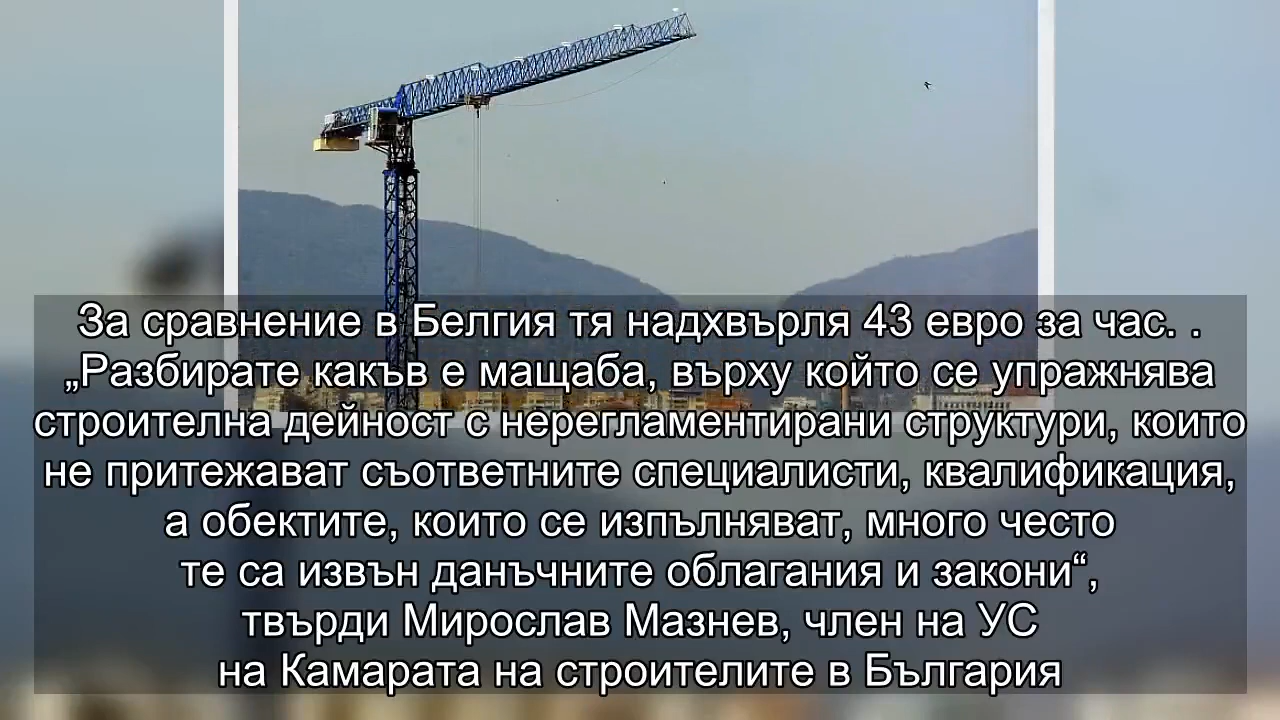 За сравнение в Белгия тя надхвърля 43 евро за час. .
„Разбирате какъв е мащаба, върху който се упражнява
строителна дейност с нерегламентирани структури, които
не притежават съответните специалисти, квалификация,
а обектите, които се изпълняват, много често
те са извън данъчните облагания и закони“,
твърди Мирослав Мазнев, член на УС
на Камарата на строителите в България